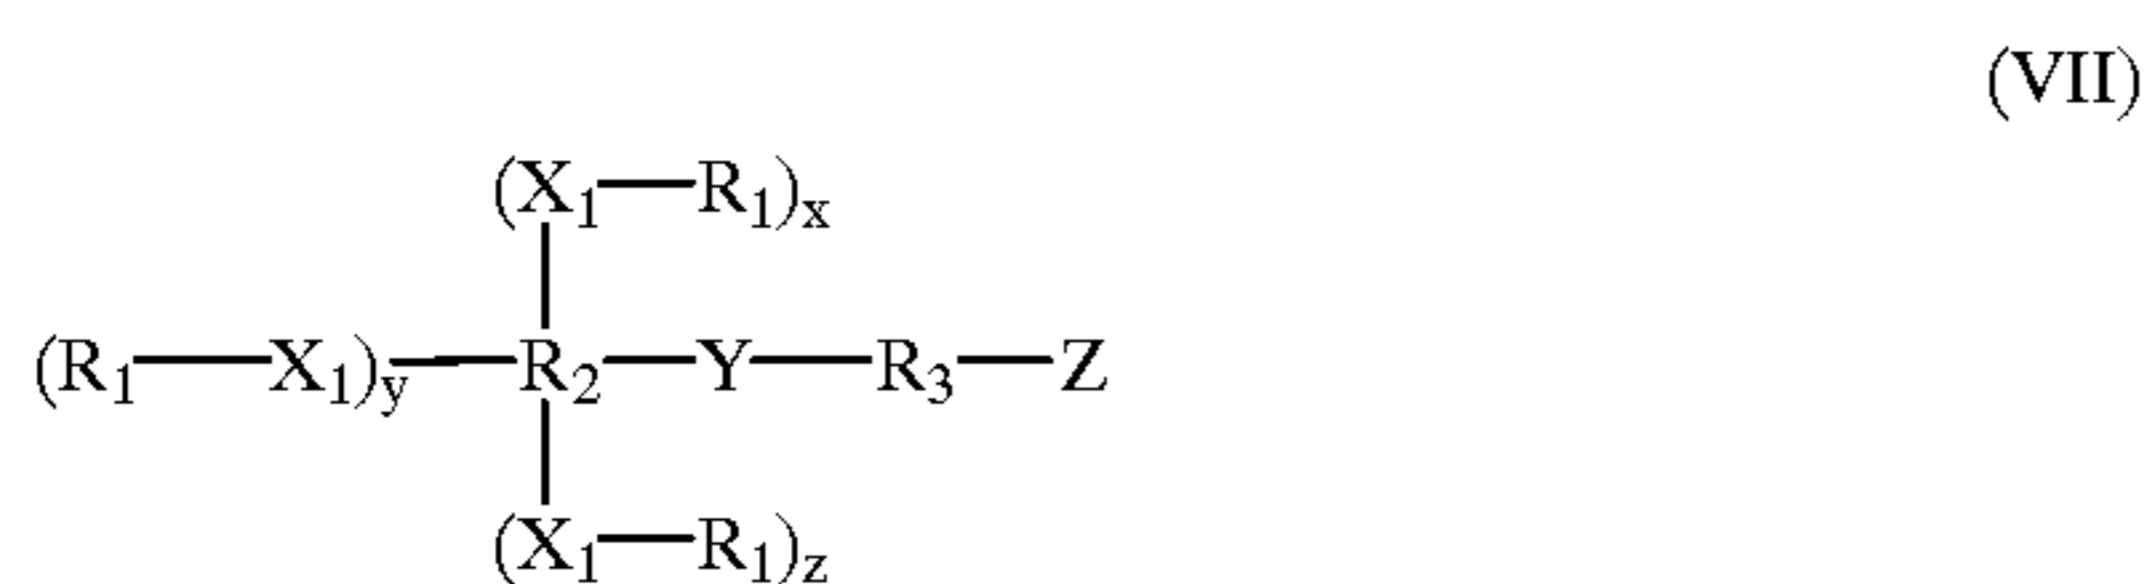 (VII)
(X₁—R₁)ₓ
(R₁—X₁)y—R₂—Y—R₃—Z
(X₁—R₁)z